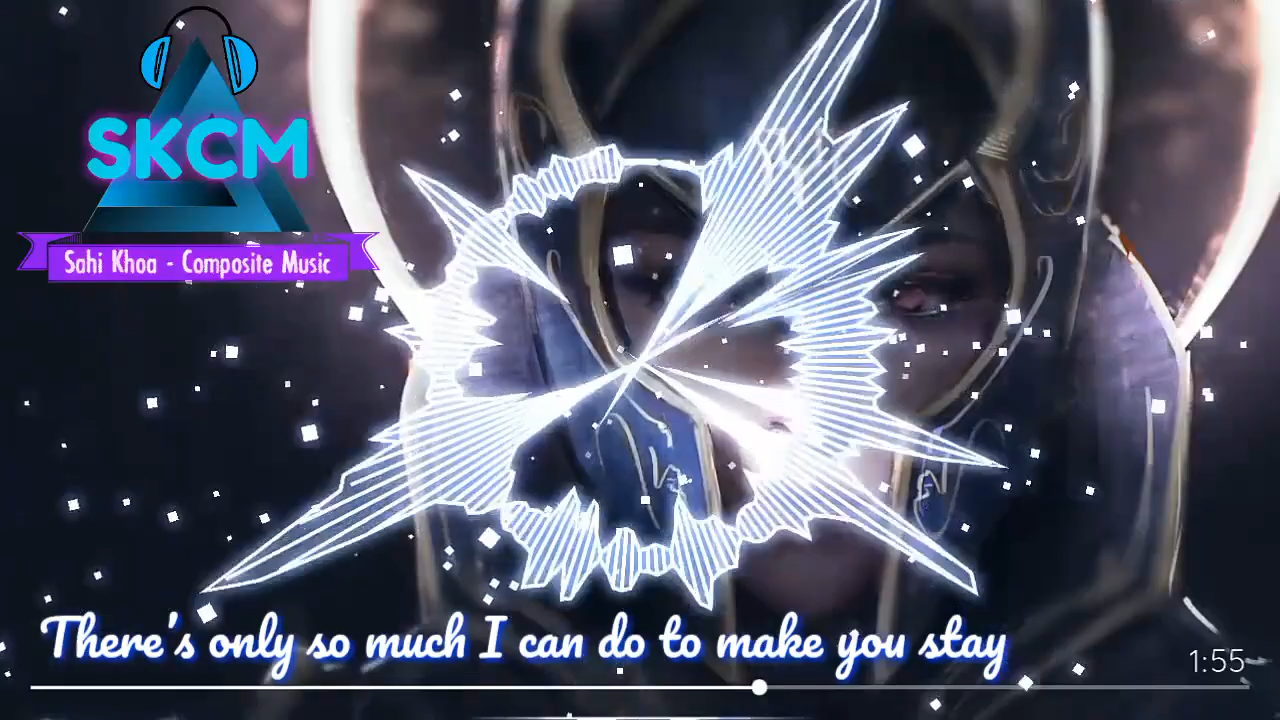 SKCM
Sahi Khoa - Composite Music
There's only so much I can do to make you stay
1:55